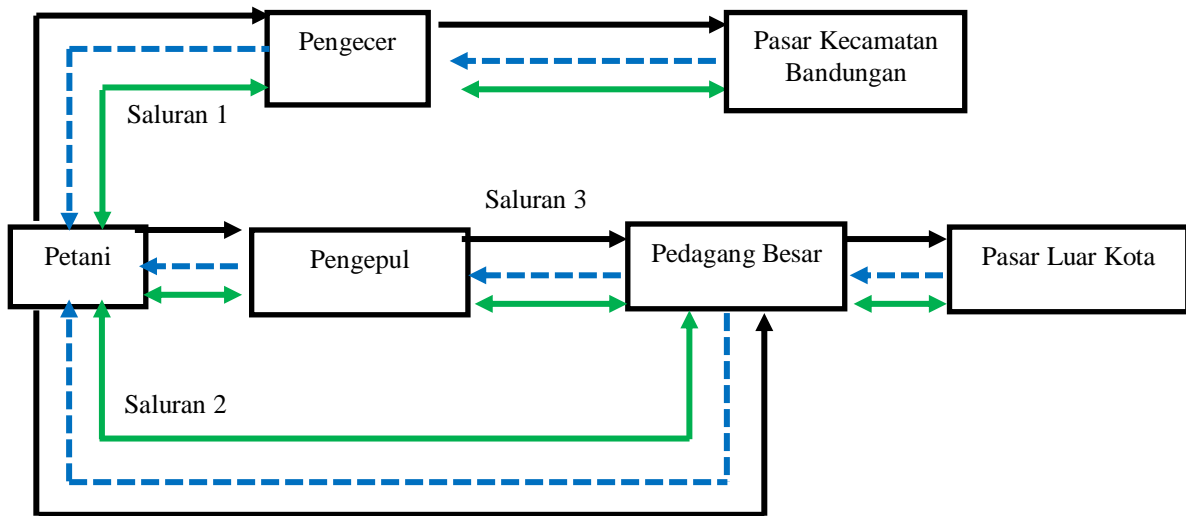 Pengecer
Pasar Kecamatan
Bandungan
Saluran 1
Saluran 3
Petani
Pengepul
Pedagang Besar
Pasar Luar Kota
Saluran 2